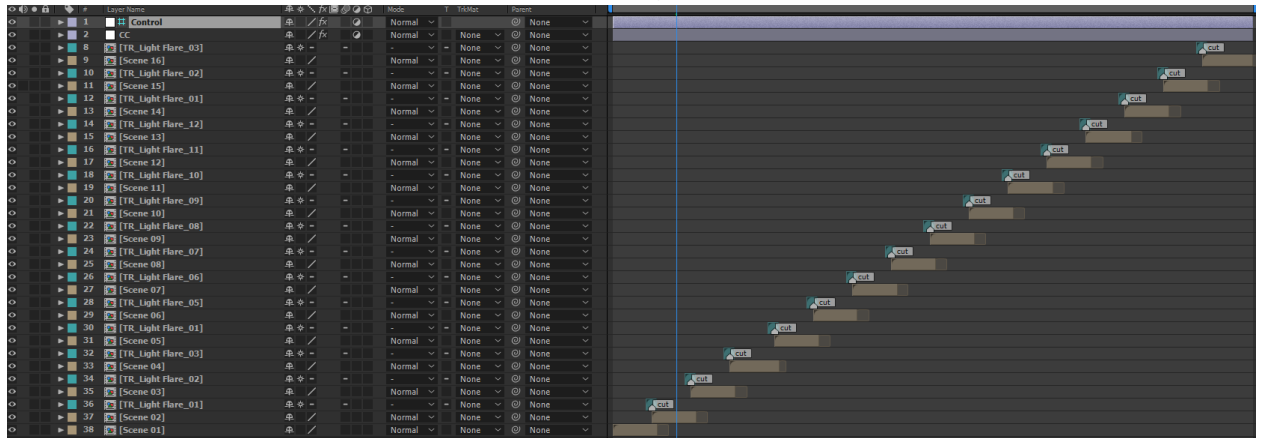 # Layer Name fx Mode T TrkMat Parent
1 # Control fx Normal None
2 CC fx Normal None None
8 [TR_Light Flare_03] - None None cut
9 [Scene 16] Normal None None
10 [TR_Light Flare_02] - None None cut
11 [Scene 15] Normal None None
12 [TR_Light Flare_01] - None None cut
13 [Scene 14] Normal None None
14 [TR_Light Flare_12] - None None cut
15 [Scene 13] Normal None None
16 [TR_Light Flare_11] - None None cut
17 [Scene 12] Normal None None
18 [TR_Light Flare_10] - None None cut
19 [Scene 11] Normal None None
20 [TR_Light Flare_09] - None None cut
21 [Scene 10] Normal None None
22 [TR_Light Flare_08] - None None cut
23 [Scene 09] Normal None None
24 [TR_Light Flare_07] - None None cut
25 [Scene 08] Normal None None
26 [TR_Light Flare_06] - None None cut
27 [Scene 07] Normal None None
28 [TR_Light Flare_05] - None None cut
29 [Scene 06] Normal None None
30 [TR_Light Flare_01] - None None cut
31 [Scene 05] Normal None None
32 [TR_Light Flare_03] - None None cut
33 [Scene 04] Normal None None
34 [TR_Light Flare_02] - None None cut
35 [Scene 03] Normal None None
36 [TR_Light Flare_01] - None None cut
37 [Scene 02] Normal None None
38 [Scene 01] Normal None None